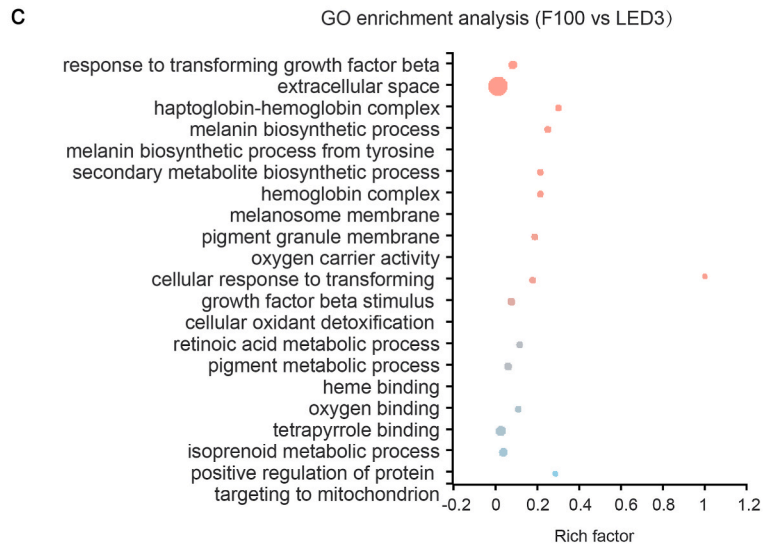 C
GO enrichment analysis (F100 vs LED3)
response to transforming growth factor beta
extracellular space
haptoglobin-hemoglobin complex
melanin biosynthetic process
melanin biosynthetic process from tyrosine
secondary metabolite biosynthetic process
hemoglobin complex
melanosome membrane
pigment granule membrane
oxygen carrier activity
cellular response to transforming
growth factor beta stimulus
cellular oxidant detoxification
retinoic acid metabolic process
pigment metabolic process
heme binding
oxygen binding
tetrapyrrole binding
isoprenoid metabolic process
positive regulation of protein
targeting to mitochondrion
-0.2 0 0.2 0.4 0.6 0.8 1 1.2
Rich factor